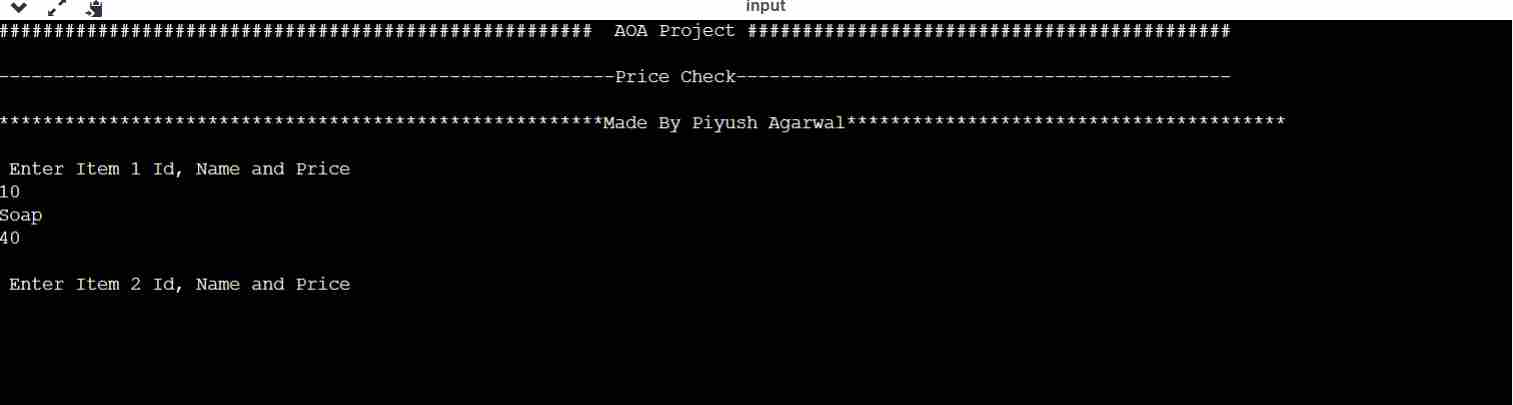 input
###################################################### AOA Project ############################################
--------------------------------------------------------Price Check---------------------------------------------
*******************************************************Made By Piyush Agarwal****************************************
Enter Item 1 Id, Name and Price
10
Soap
40
Enter Item 2 Id, Name and Price